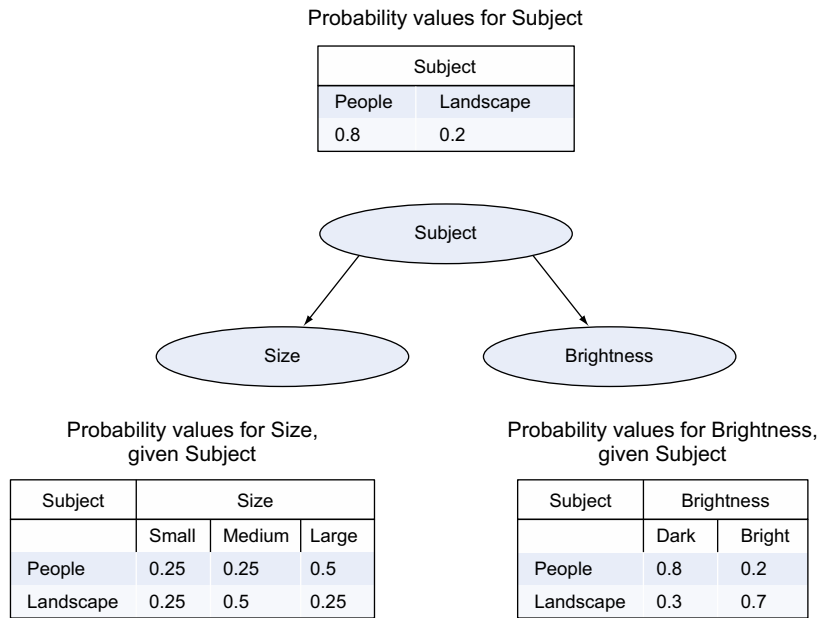 Probability values for Subject
Subject
People Landscape
0.8 0.2
Subject
Size
Brightness
Probability values for Size,
given Subject
Subject Size
Small Medium Large
People 0.25 0.25 0.5
Landscape 0.25 0.5 0.25
Probability values for Brightness,
given Subject
Subject Brightness
Dark Bright
People 0.8 0.2
Landscape 0.3 0.7